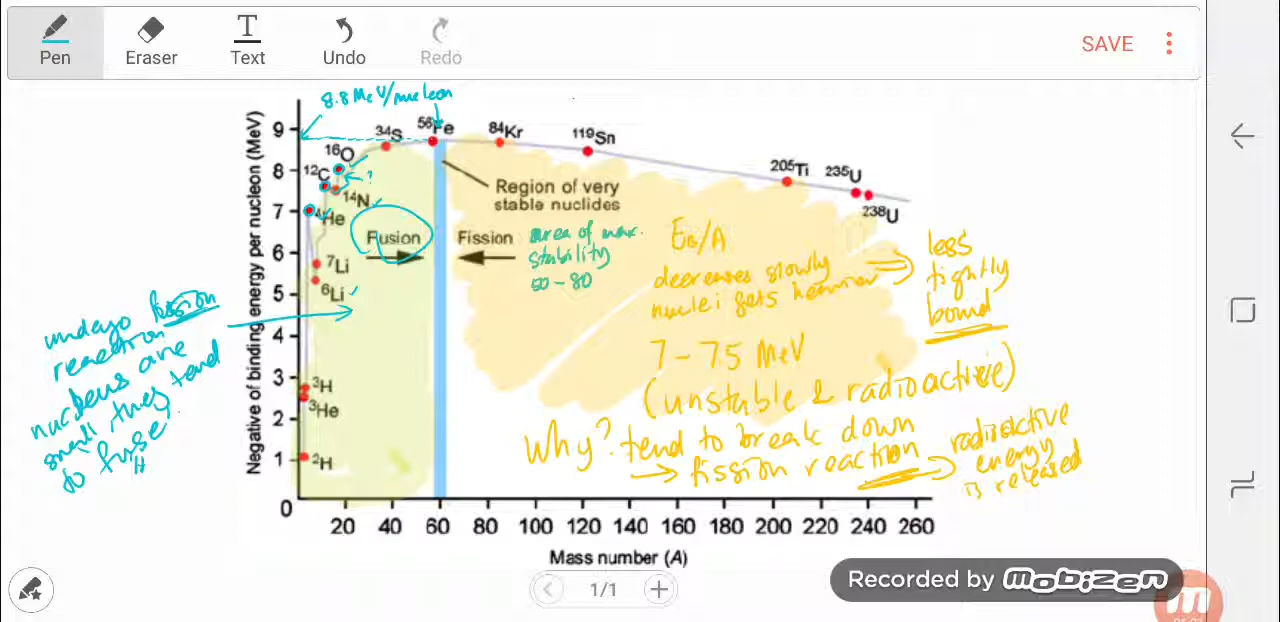 Pen
Eraser
Text
Undo
Redo
SAVE
8.8 MeV/nucleon
Negative of binding energy per nucleon (MeV)
9
8
7
6
5
4
3
2
1
0
34S
56Fe
84Kr
119Sn
205Ti
235U
238U
16O
12C
?
14N
4He
7Li
6Li
3H
3He
2H
Region of very
stable nuclides
Fusion
Fission
area of max.
stability
50 - 80
EB/A
decreases slowly
nuclei gets heavier
less
tightly
bound
7 - 7.5 MeV
(unstable & radioactive)
Why? tend to break down
fission reaction
radioactive
energy
is released
undergo fussion
reaction
nucleus are
small, they tend
to fuse
20 40 60 80 100 120 140 160 180 200 220 240 260
Mass number (A)
1/1
Recorded by mobizen